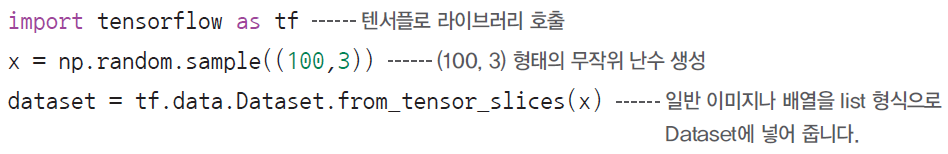 import tensorflow as tf ------ 텐서플로 라이브러리 호출
x = np.random.sample((100,3)) ------ (100, 3) 형태의 무작위 난수 생성
dataset = tf.data.Dataset.from_tensor_slices(x) ------ 일반 이미지나 배열을 list 형식으로
Dataset에 넣어 줍니다.